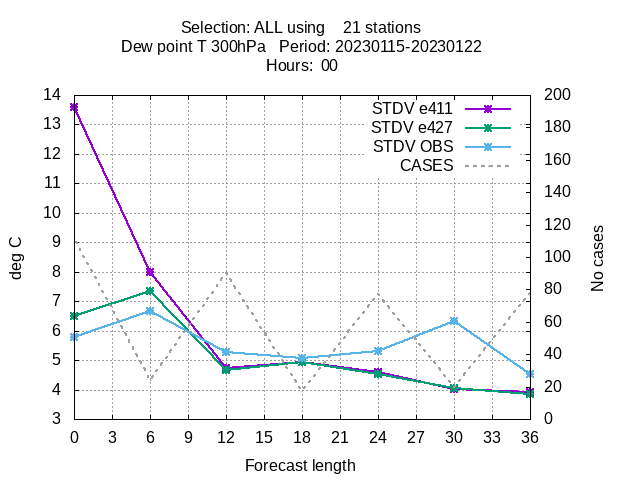 Selection: ALL using    21 stations
Dew point T 300hPa   Period: 20230115-20230122
Hours:  00
14
13
12
11
10
9
8
7
6
5
4
3
deg C
STDV e411
STDV e427
STDV OBS
CASES
200
180
160
140
120
100
80
60
40
20
0
No cases
0 3 6 9 12 15 18 21 24 27 30 33 36
Forecast length